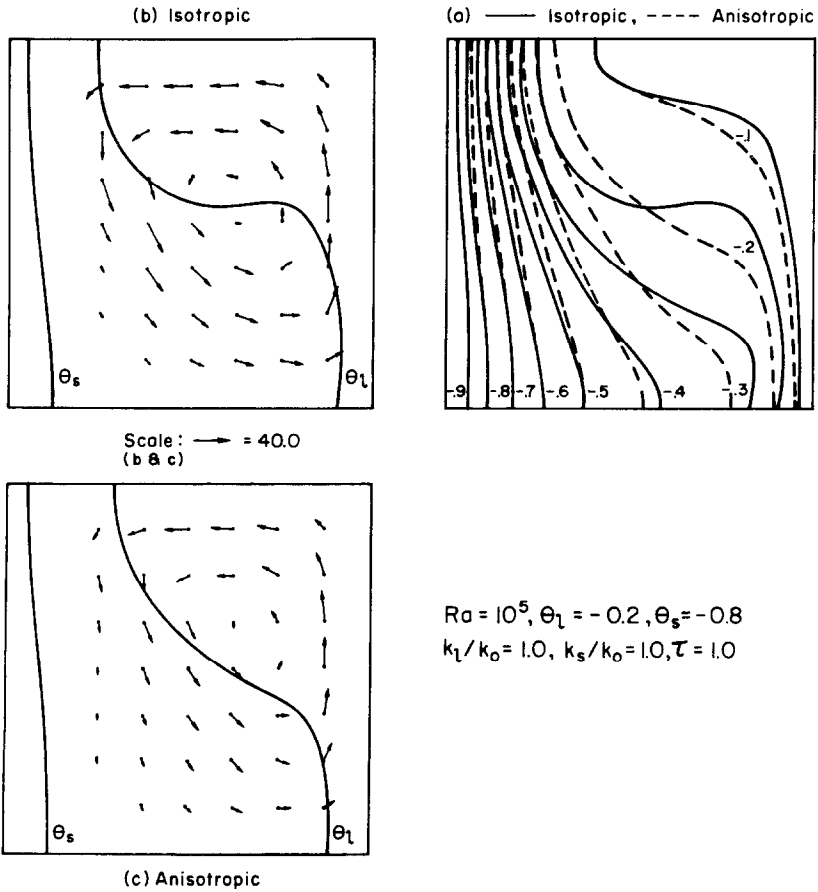 (b) Isotropic
(a) —— Isotropic, ---- Anisotropic
θs
θl
-.1
-.2
-.9
-.8
-.7
-.6
-.5
-.4
-.3
Scale: → = 40.0
(b & c)
θs
θl
(c) Anisotropic
Ra = 10⁵, θl = -0.2, θs = -0.8
kl/ko = 1.0, ks/ko = 1.0, τ = 1.0